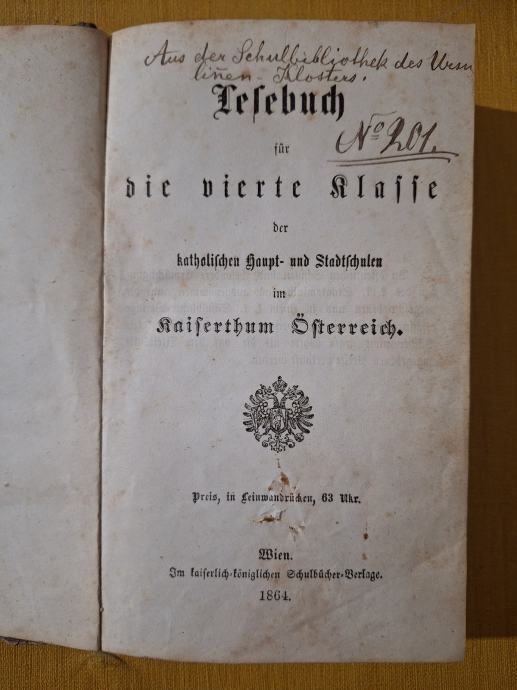 Aus der Schulbibliothek des Ursu
linen-Klosters.
Lesebuch
No 201.
für
die vierte Klasse
der
katholischen Haupt- und Stadtschulen
im
Kaiserthum Österreich.
Preis, in Leinwandrücken, 63 Nkr.
Wien.
Im kaiserlich-königlichen Schulbücher-Verlage.
1864.